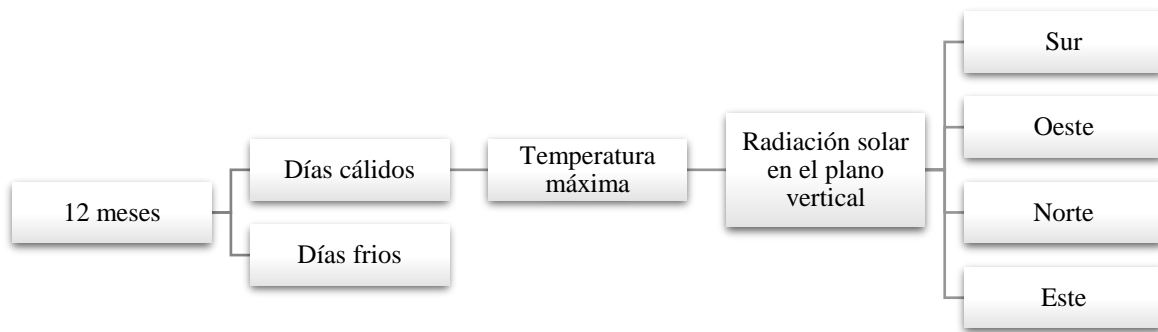 12 meses
Días cálidos
Días frios
Temperatura
máxima
Radiación solar
en el plano
vertical
Sur
Oeste
Norte
Este